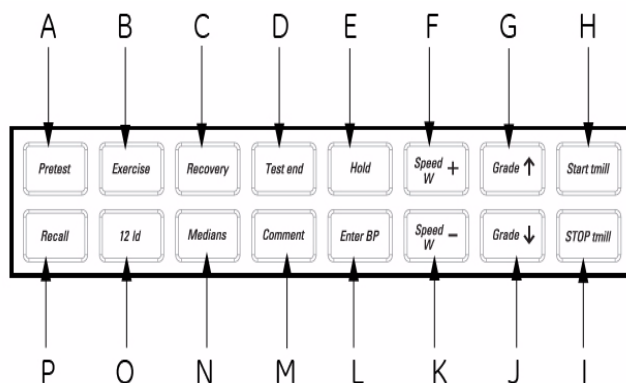 A B C D E F G H
Pretest Exercise Recovery Test end Hold Speed W + Grade ↑ Start tmill
Recall 12 ld Medians Comment Enter BP Speed W − Grade ↓ STOP tmill
P O N M L K J I